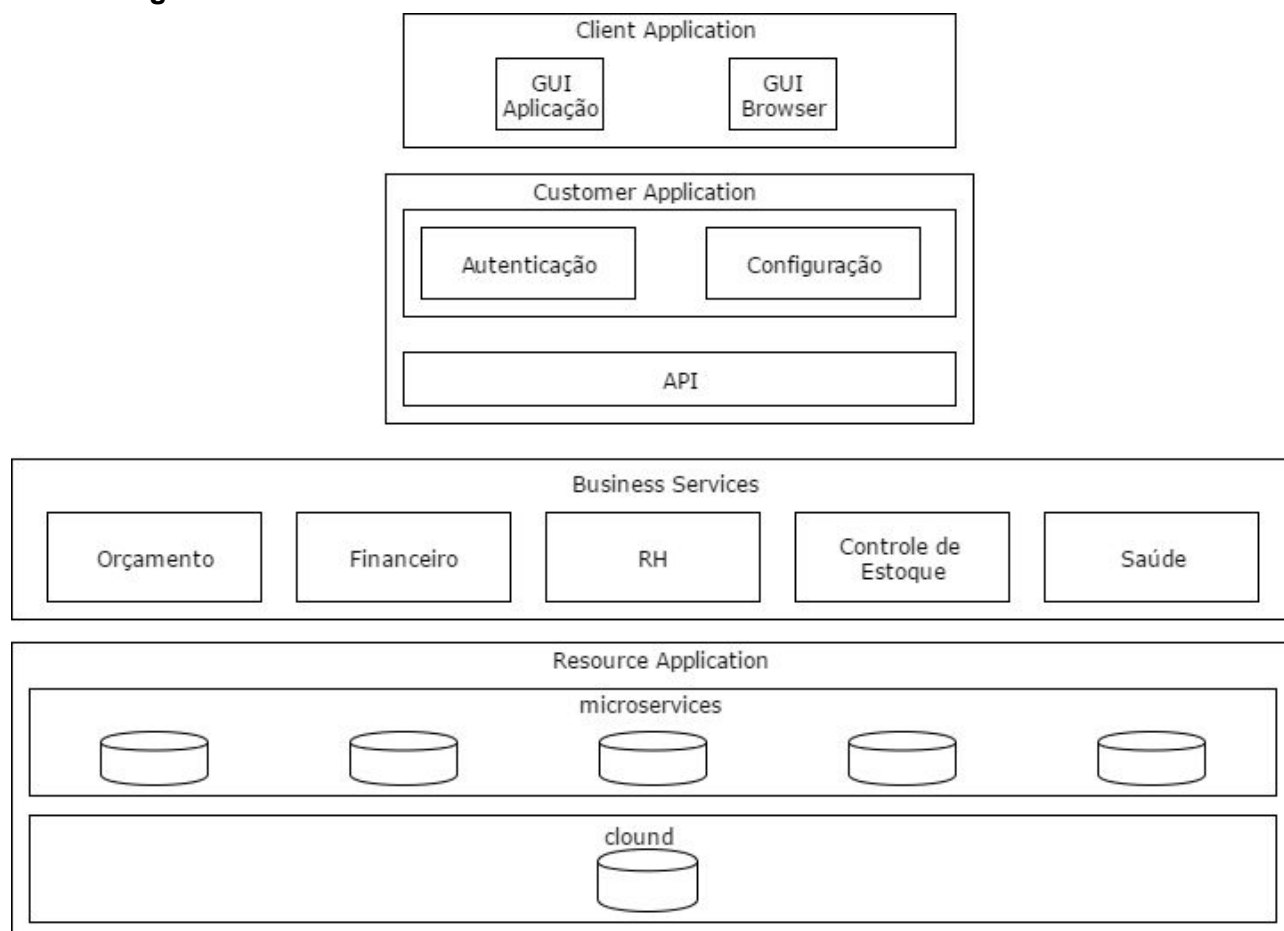 Client Application
GUI
Aplicação
GUI
Browser
Customer Application
Autenticação
Configuração
API
Business Services
Orçamento
Financeiro
RH
Controle de
Estoque
Saúde
Resource Application
microservices
clound